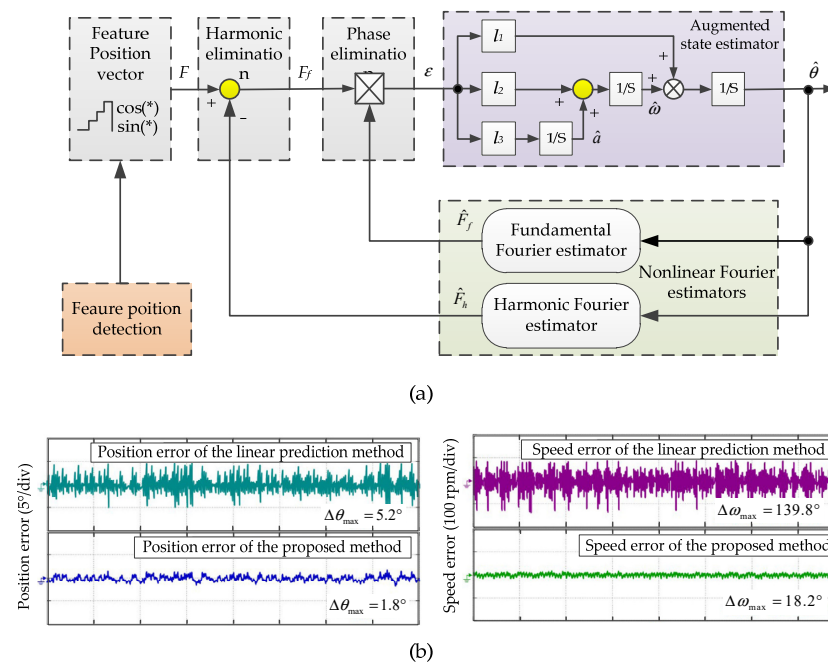 Feature
Position
vector
cos(*)
sin(*)
F
+
-
Harmonic
eliminatio
n
F_f
Phase
eliminatio
ε
Augmented
state estimator
l₁
l₂
l₃
1/S
+
+
â
1/S
+
+
ω̂
1/S
θ̂
F̂_f
Fundamental
Fourier estimator
Nonlinear Fourier
estimators
F̂_h
Harmonic Fourier
estimator
Feaure poition
detection
(a)
Position error (5°/div)
Position error of the linear prediction method
Δθmax = 5.2°
Position error of the proposed method
Δθmax = 1.8°
Speed error (100 rpm/div)
Speed error of the linear prediction method
Δωmax = 139.8°
Speed error of the proposed method
Δωmax = 18.2°
(b)